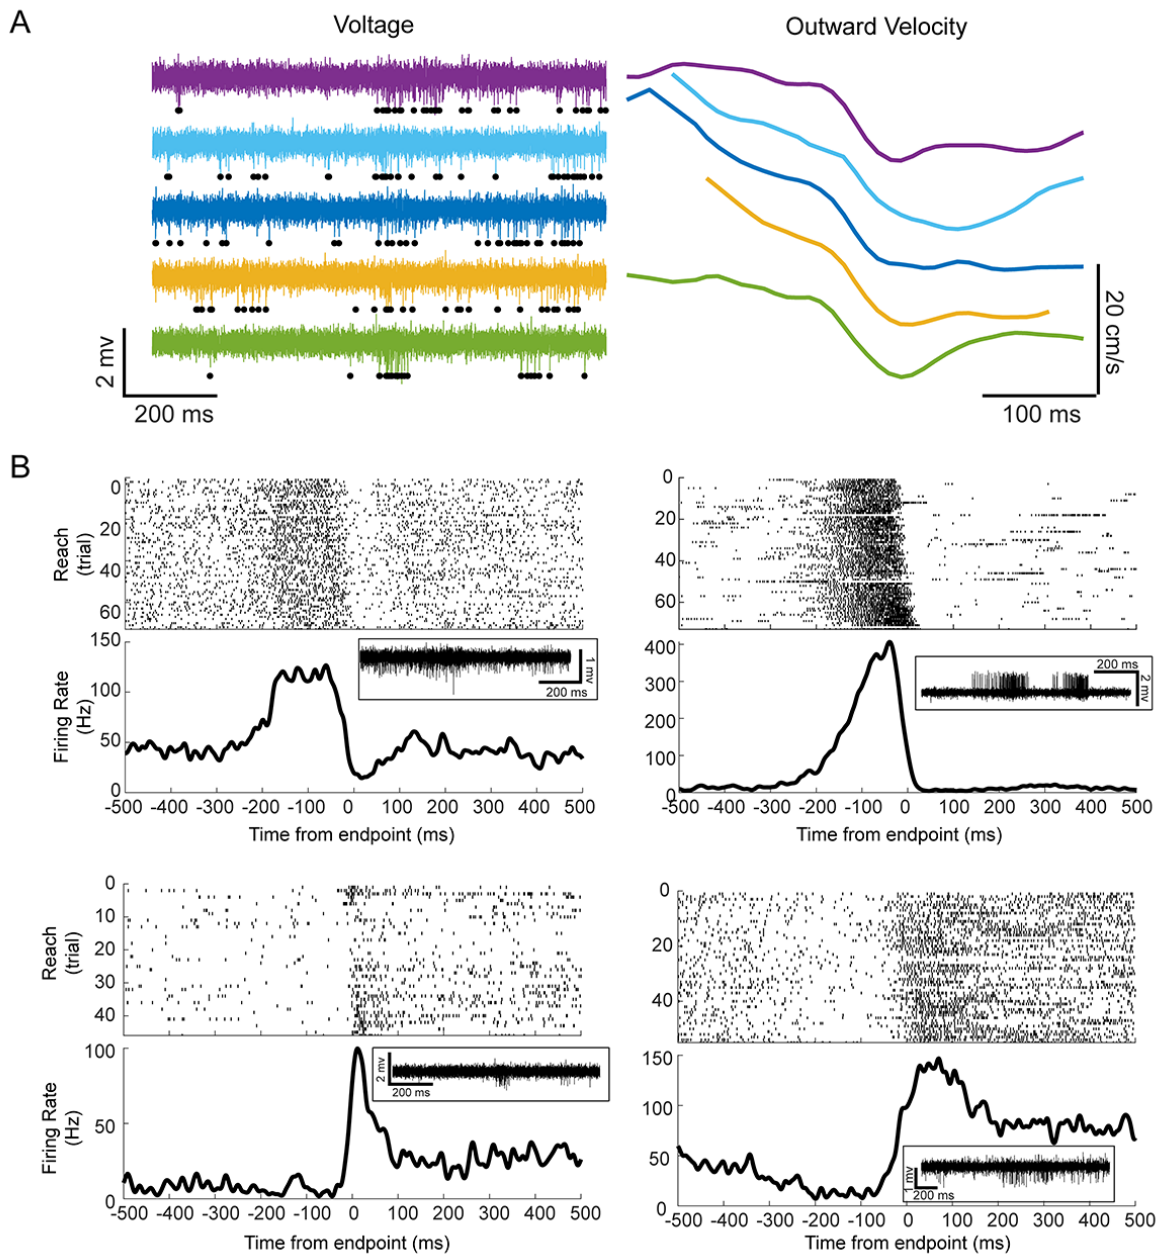 A
Voltage
Outward Velocity
2 mv
200 ms
20 cm/s
100 ms
B
Reach
(trial)
0
20
40
60
0
20
40
60
Firing Rate
(Hz)
150
100
50
0
1 mv
200 ms
400
300
200
100
0
200 ms
2 mv
-500 -400 -300 -200 -100 0 100 200 300 400 500
Time from endpoint (ms)
-500 -400 -300 -200 -100 0 100 200 300 400 500
Time from endpoint (ms)
Reach
(trial)
0
10
20
30
40
0
20
40
Firing Rate
(Hz)
100
50
0
2 mv
200 ms
150
100
50
0
1 mv
200 ms
-500 -400 -300 -200 -100 0 100 200 300 400 500
Time from endpoint (ms)
-500 -400 -300 -200 -100 0 100 200 300 400 500
Time from endpoint (ms)